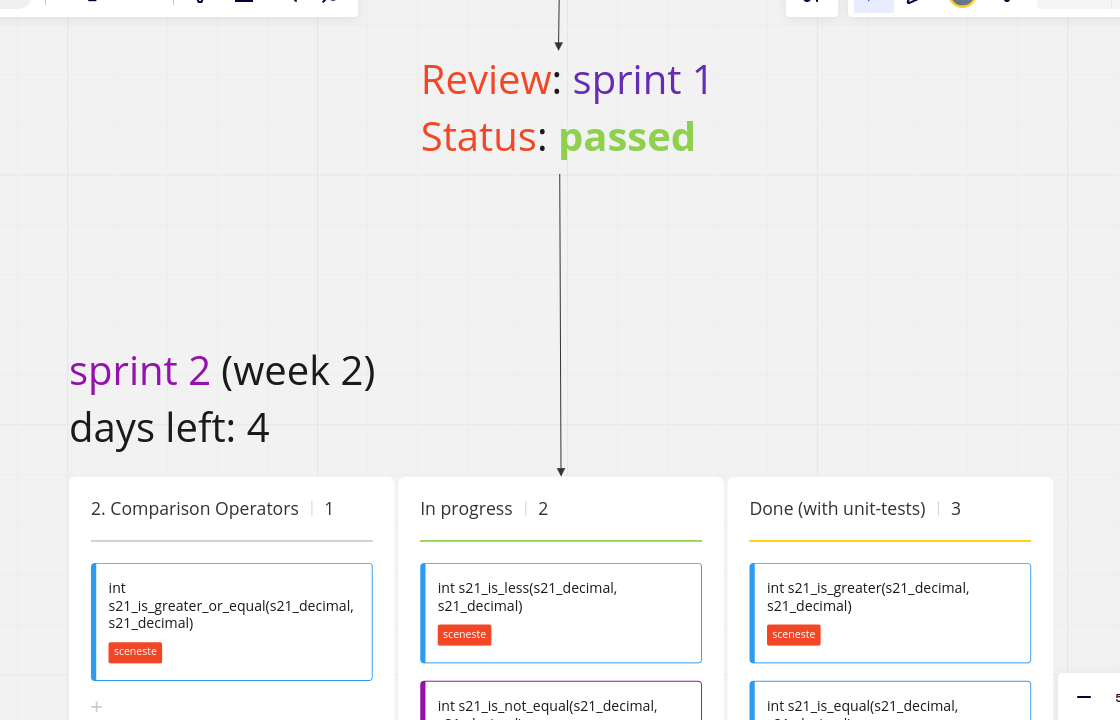 Review: sprint 1
Status: passed
sprint 2 (week 2)
days left: 4
2. Comparison Operators | 1
int
s21_is_greater_or_equal(s21_decimal,
s21_decimal)
sceneste
In progress | 2
int s21_is_less(s21_decimal,
s21_decimal)
sceneste
int s21_is_not_equal(s21_decimal,
Done (with unit-tests) | 3
int s21_is_greater(s21_decimal,
s21_decimal)
sceneste
int s21_is_equal(s21_decimal,